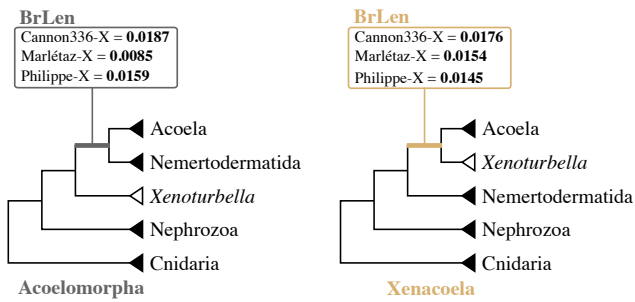 BrLen
Cannon336-X = 0.0187
Marlétaz-X = 0.0085
Philippe-X = 0.0159
Acoela
Nemertodermatida
Xenoturbella
Nephrozoa
Cnidaria
Acoelomorpha
BrLen
Cannon336-X = 0.0176
Marlétaz-X = 0.0154
Philippe-X = 0.0145
Acoela
Xenoturbella
Nemertodermatida
Nephrozoa
Cnidaria
Xenacoela